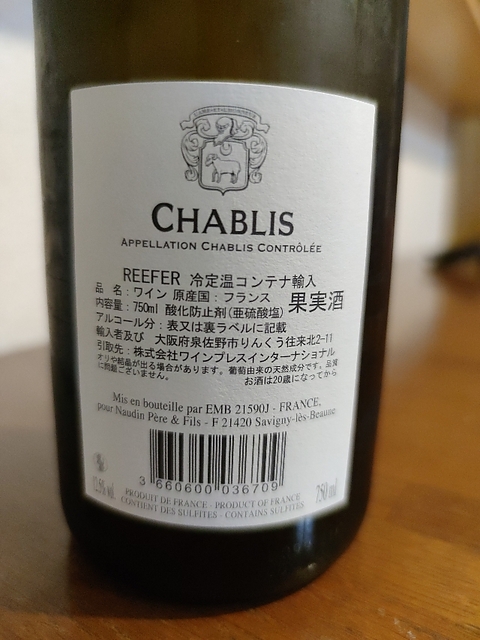 CHABLIS
APPELLATION CHABLIS CONTRÔLÉE
REEFER 冷定温コンテナ輸入
品 名：ワイン 原産国：フランス 果実酒
内容量：750ml 酸化防止剤(亜硫酸塩)
アルコール分：表又は裏ラベルに記載
輸入者及び 大阪府泉佐野市りんくう往来北2-11
引取先：株式会社ワインプレスインターナショナル
オリや結晶が出る場合があります。葡萄由来の天然成分です。品質
に問題ございません。 お酒は20歳になってから
Mis en bouteille par EMB 21590J - FRANCE,
pour Naudin Père & Fils - F 21420 Savigny-lès-Beaune
3 660600 036709
12,5% vol. 750 ml
PRODUIT DE FRANCE - PRODUCT OF FRANCE
CONTIENT DES SULFITES - CONTAINS SULFITES